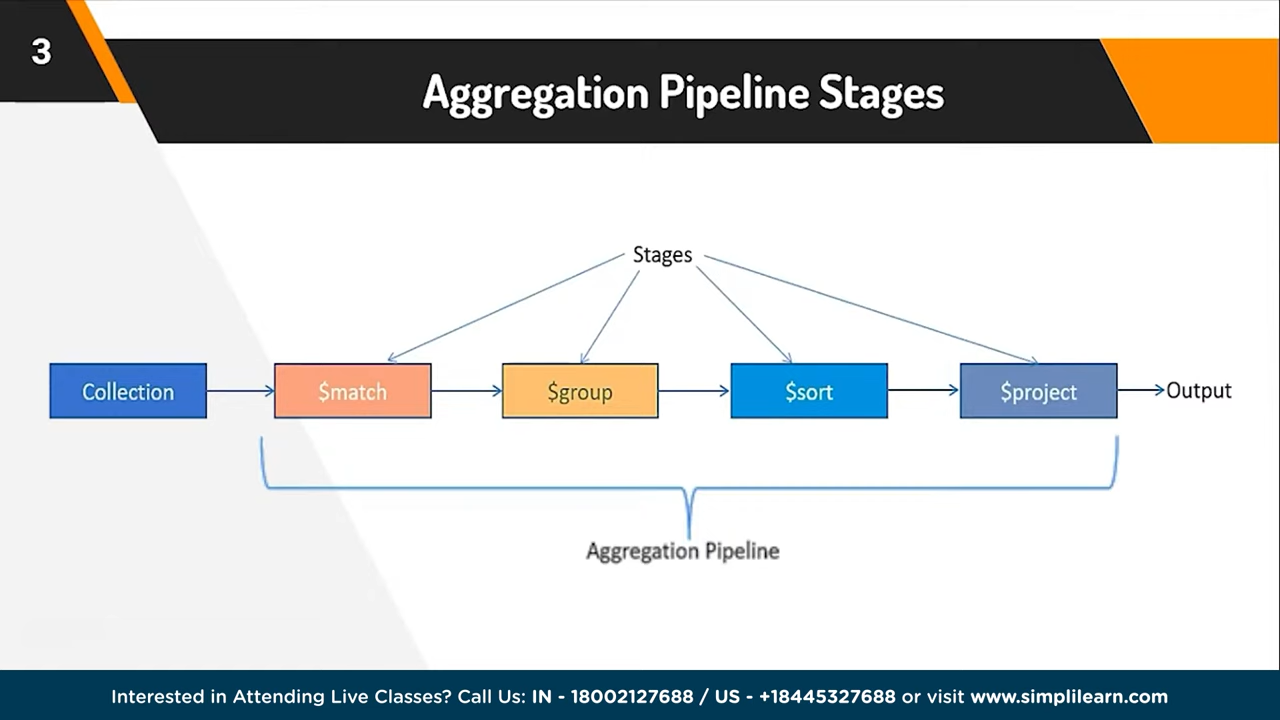 3
Aggregation Pipeline Stages
Stages
Collection
$match
$group
$sort
$project
Output
Aggregation Pipeline
Interested in Attending Live Classes? Call Us: IN - 18002127688 / US - +18445327688 or visit www.simplilearn.com